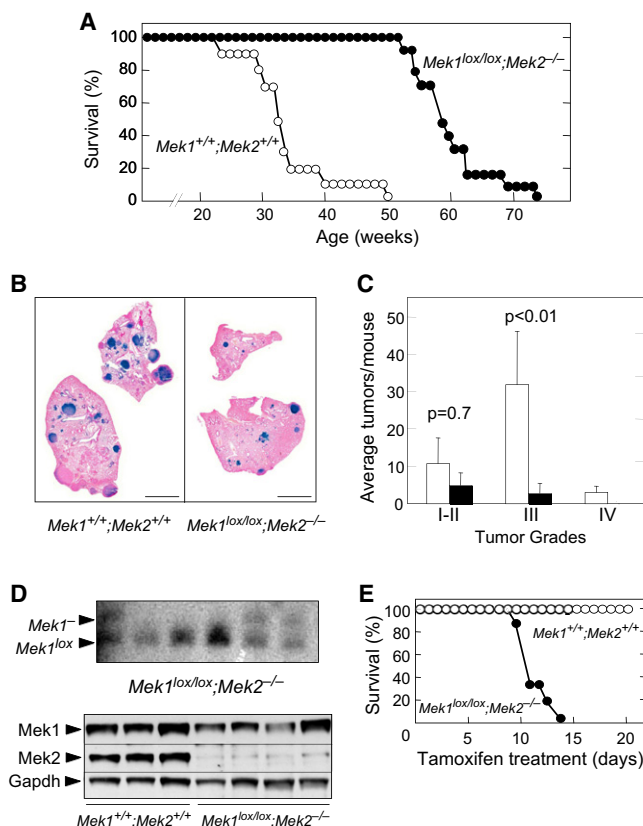 A
Survival (%)
100
80
60
40
20
0
Mek1lox/lox;Mek2–/–
Mek1+/+;Mek2+/+
20 30 40 50 60 70
Age (weeks)
B
Mek1+/+;Mek2+/+
Mek1lox/lox;Mek2–/–
C
Average tumors/mouse
50
40
30
20
10
0
p=0.7
p<0.01
I-II III IV
Tumor Grades
D
Mek1–
Mek1lox
Mek1lox/lox;Mek2–/–
Mek1
Mek2
Gapdh
Mek1+/+;Mek2+/+
Mek1lox/lox;Mek2–/–
E
Survival (%)
100
80
60
40
20
Mek1+/+;Mek2+/+
Mek1lox/lox;Mek2–/–
0 5 10 15 20
Tamoxifen treatment (days)